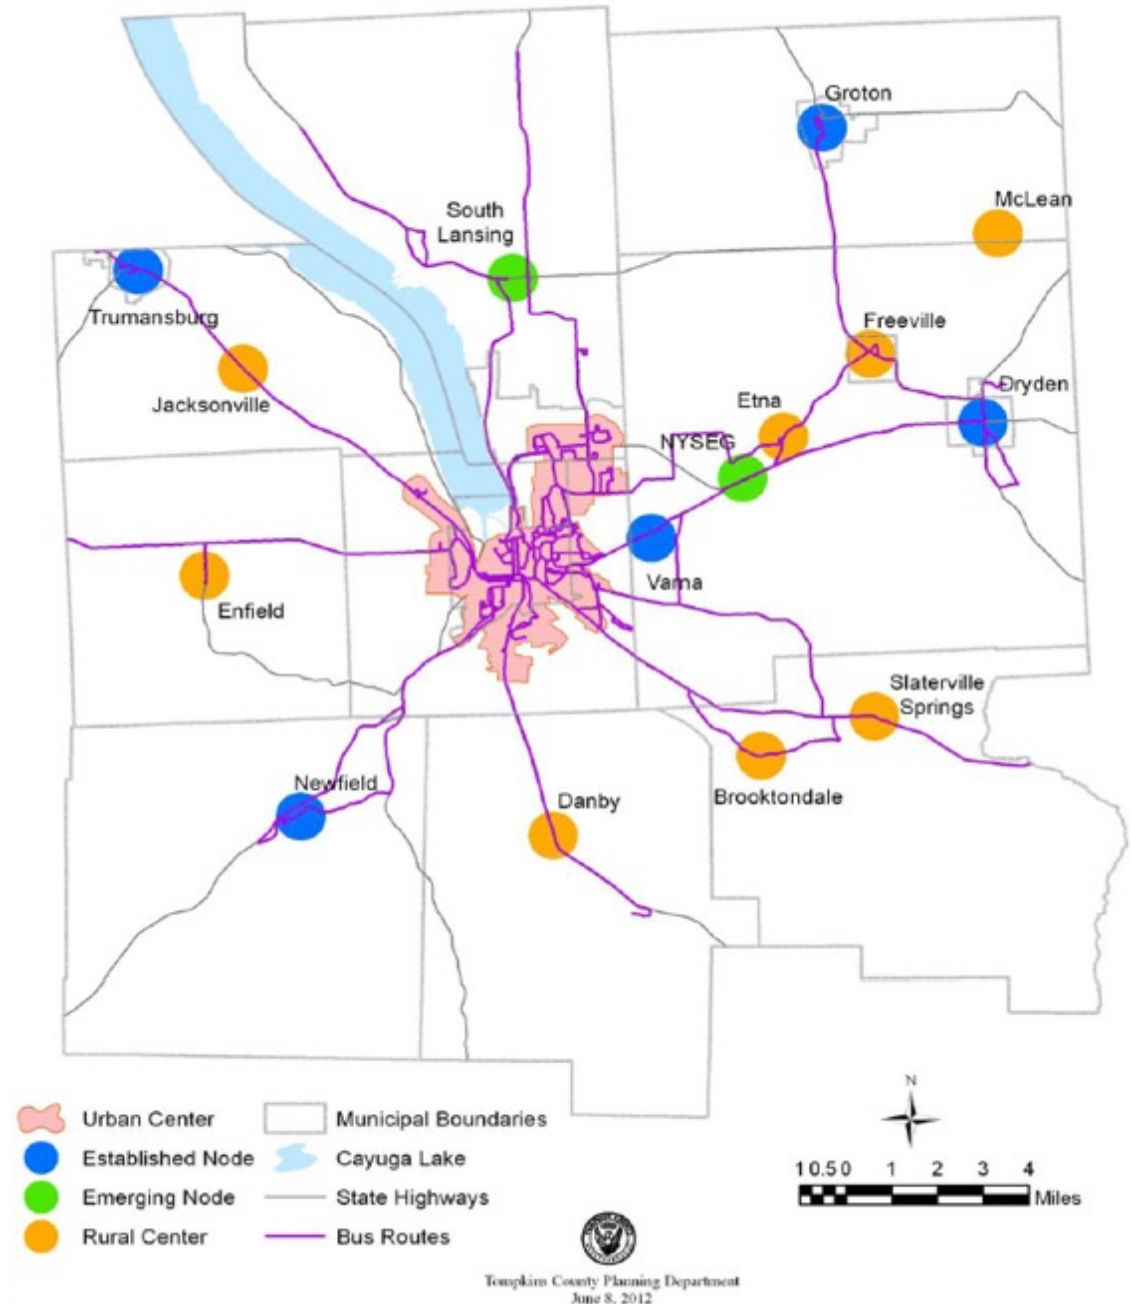 Groton
McLean
South
Lansing
Trumansburg
Freeville
Jacksonville
Dryden
Etna
NYSEG
Varna
Enfield
Slaterville
Springs
Newfield
Danby
Brooktondale
N
Urban Center
Municipal Boundaries
Established Node
Cayuga Lake
Emerging Node
State Highways
Rural Center
Bus Routes
1 0.5 0 1 2 3 4
Miles
Tompkins County Planning Department
June 8, 2012